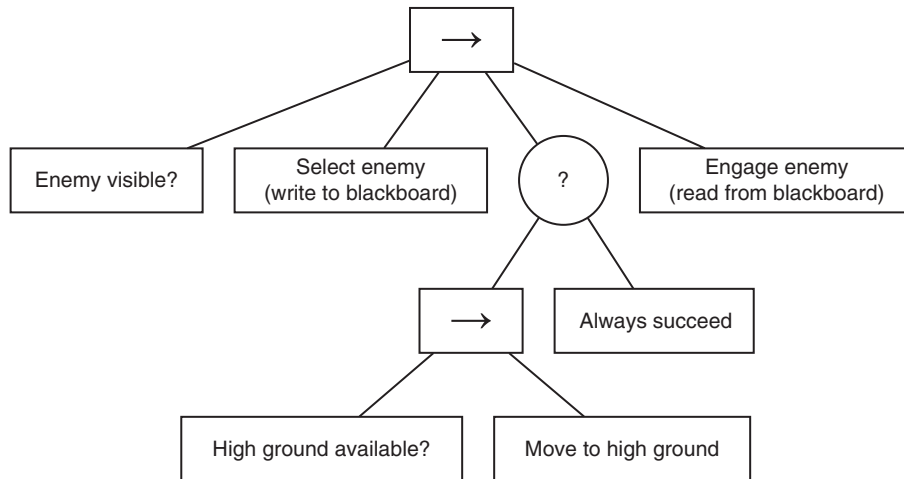 →
Enemy visible?
Select enemy
(write to blackboard)
?
Engage enemy
(read from blackboard)
→
Always succeed
High ground available?
Move to high ground